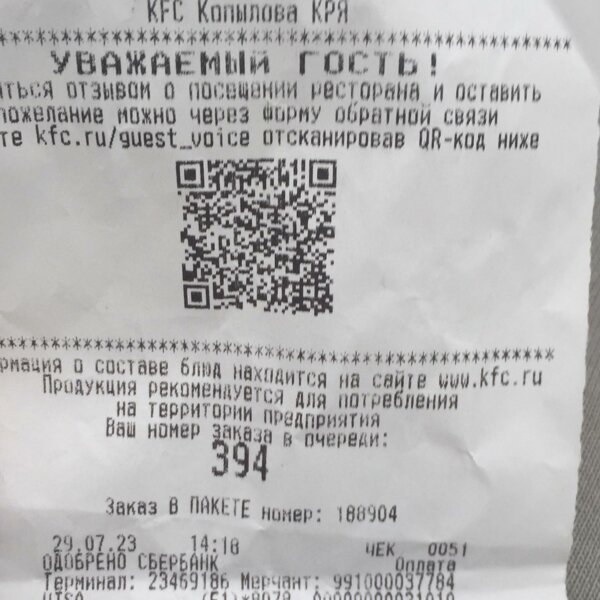 KFC Копылова КРЯ
****************************************************
УВАЖАЕМЫЙ ГОСТЬ!
отзывом о посещении ресторана и оставить
пожелание можно через форму обратной связи
kfc.ru/guest_voice отсканировав QR-код ниже
****************************************************
о составе блюд находится на сайте www.kfc.ru
Продукция рекомендуется для потребления
на территории предприятия
Ваш номер заказа в очереди:
394
Заказ В ПАКЕТЕ номер: 188904
29.07.23 14:18 ЧЕК 0051
ОДОБРЕНО СБЕРБАНК Оплата
Терминал: 23469186 Мерчант: 991000037784